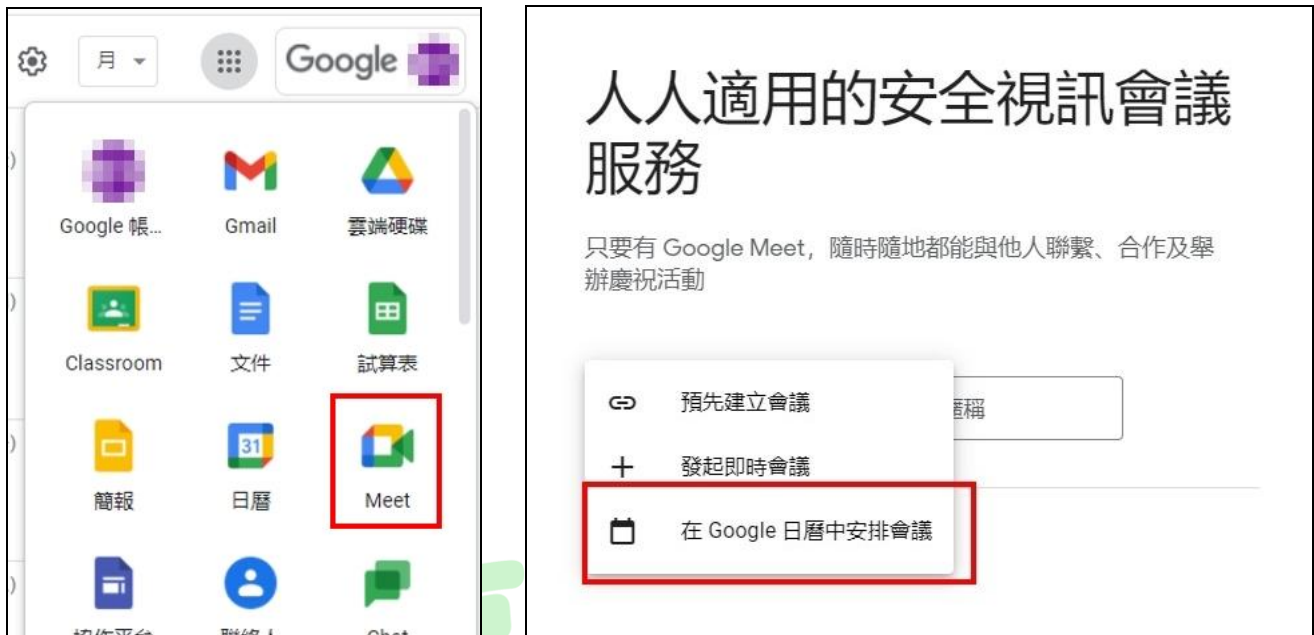 月
Google
Google 帳...
Gmail
雲端硬碟
Classroom
文件
試算表
簡報
31
日曆
Meet
人人適用的安全視訊會議
服務
只要有 Google Meet，隨時隨地都能與他人聯繫、合作及舉
辦慶祝活動
預先建立會議
稱
發起即時會議
在 Google 日曆中安排會議